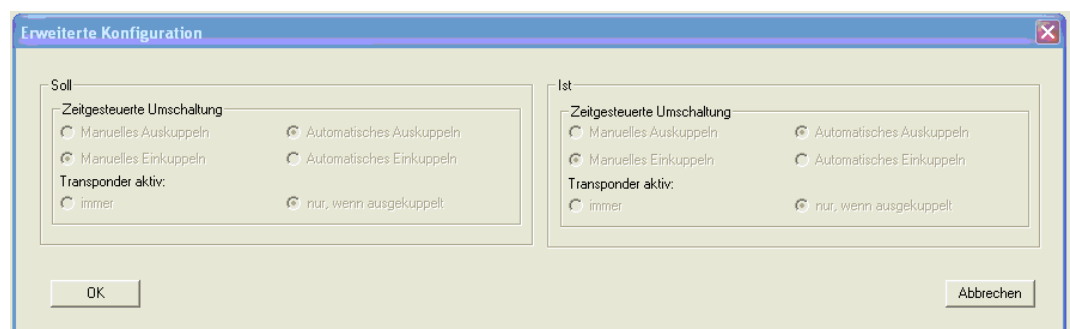 Erweiterte Konfiguration
Soll
Zeitgesteuerte Umschaltung
Manuelles Auskuppeln Automatisches Auskuppeln
Manuelles Einkuppeln Automatisches Einkuppeln
Transponder aktiv:
immer nur, wenn ausgekuppelt
Ist
Zeitgesteuerte Umschaltung
Manuelles Auskuppeln Automatisches Auskuppeln
Manuelles Einkuppeln Automatisches Einkuppeln
Transponder aktiv:
immer nur, wenn ausgekuppelt
OK Abbrechen